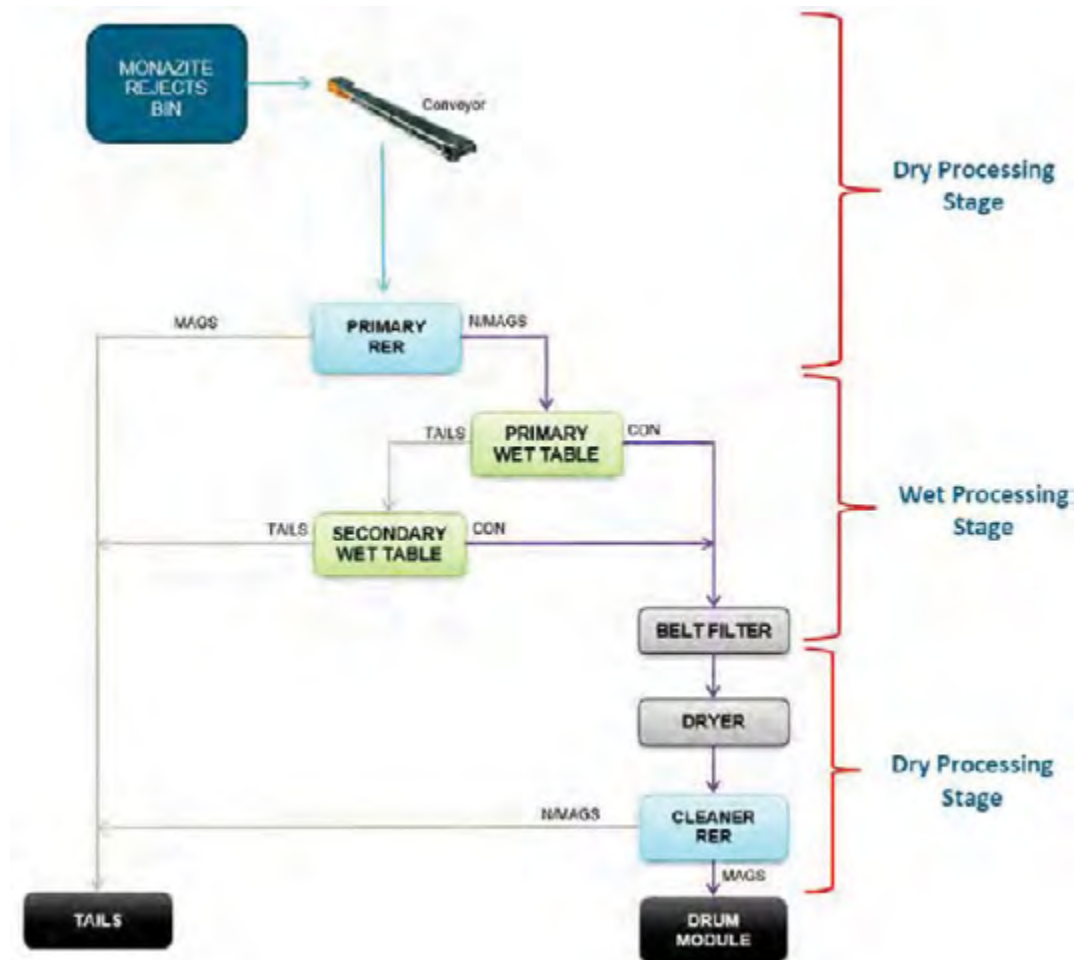 MONAZITE
REJECTS
BIN
Conveyor
Dry Processing
Stage
MAGS
PRIMARY
RER
N/MAGS
TAILS
PRIMARY
WET TABLE
CON
Wet Processing
Stage
TAILS
SECONDARY
WET TABLE
CON
BELT FILTER
DRYER
Dry Processing
Stage
N/MAGS
CLEANER
RER
MAGS
TAILS
DRUM
MODULE